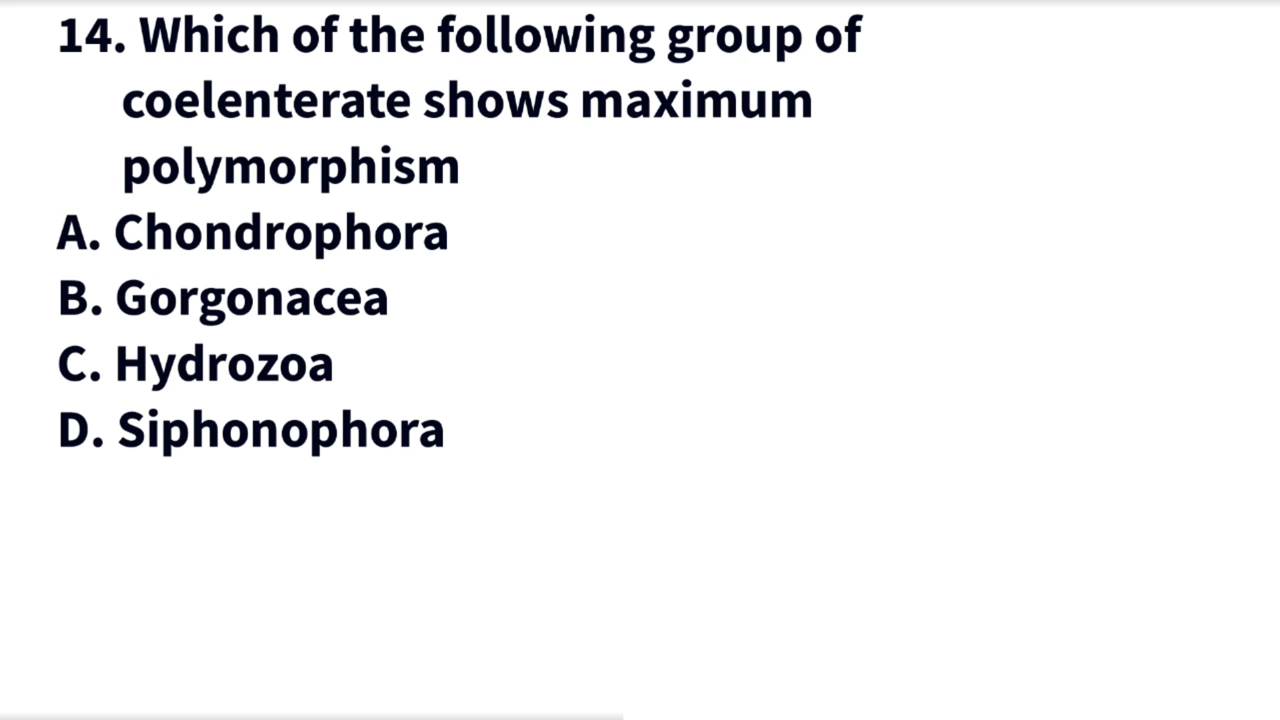 14. Which of the following group of
coelenterate shows maximum
polymorphism
A. Chondrophora
B. Gorgonacea
C. Hydrozoa
D. Siphonophora